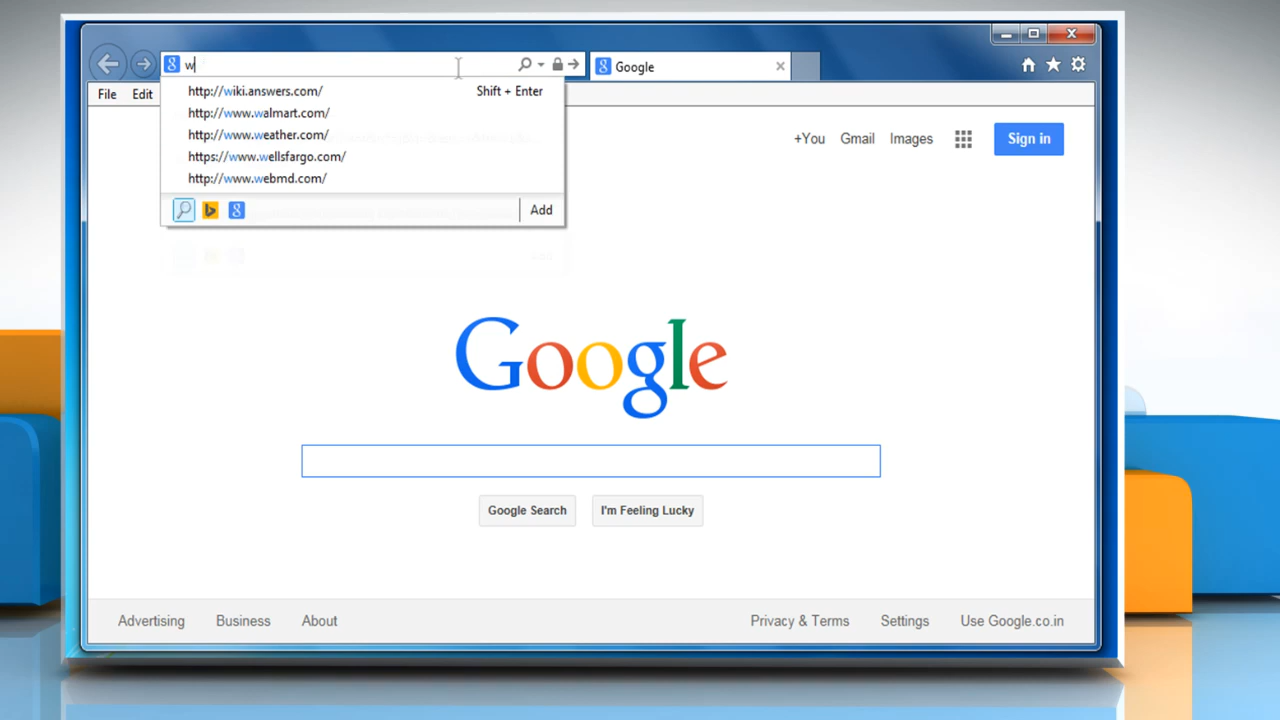 w
Google
http://wiki.answers.com/ Shift + Enter
File Edit
http://www.walmart.com/
http://www.weather.com/
https://www.wellsfargo.com/
http://www.webmd.com/
Add
+You Gmail Images Sign in
Google
Google Search I'm Feeling Lucky
Advertising Business About Privacy & Terms Settings Use Google.co.in